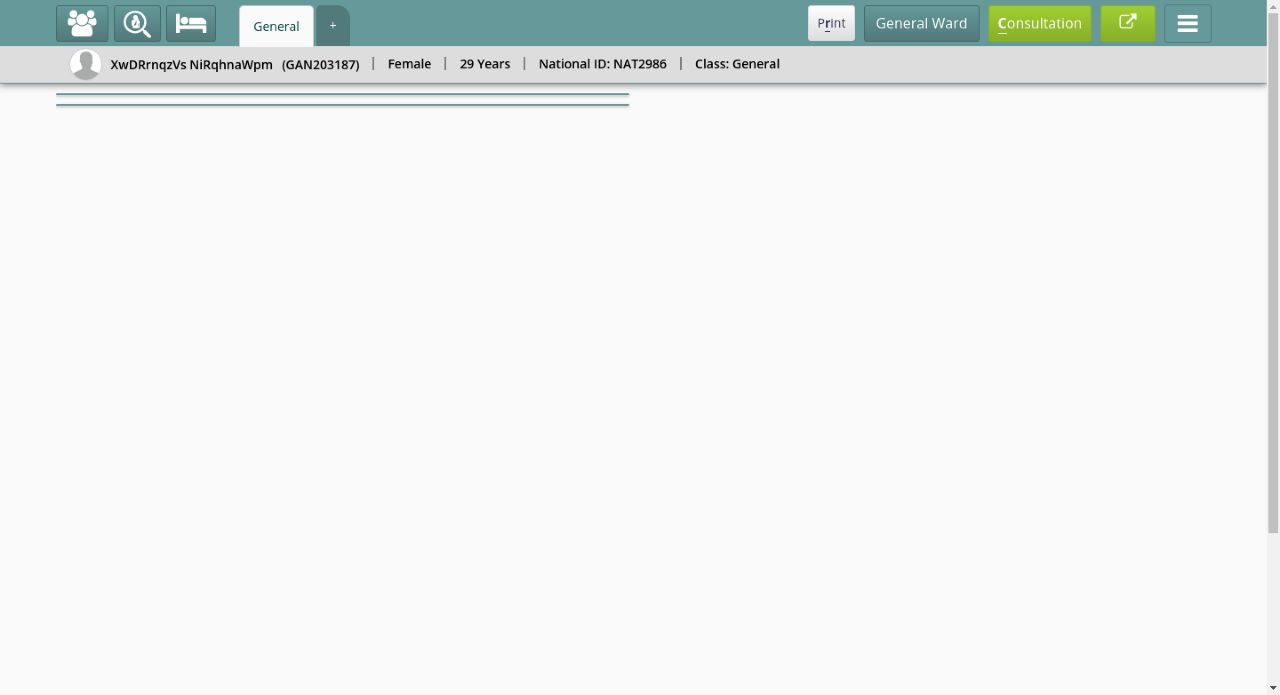 General
+
Print
General Ward
Consultation
XwDRrnqzVs NiRqhnaWpm (GAN203187) | Female | 29 Years | National ID: NAT2986 | Class: General